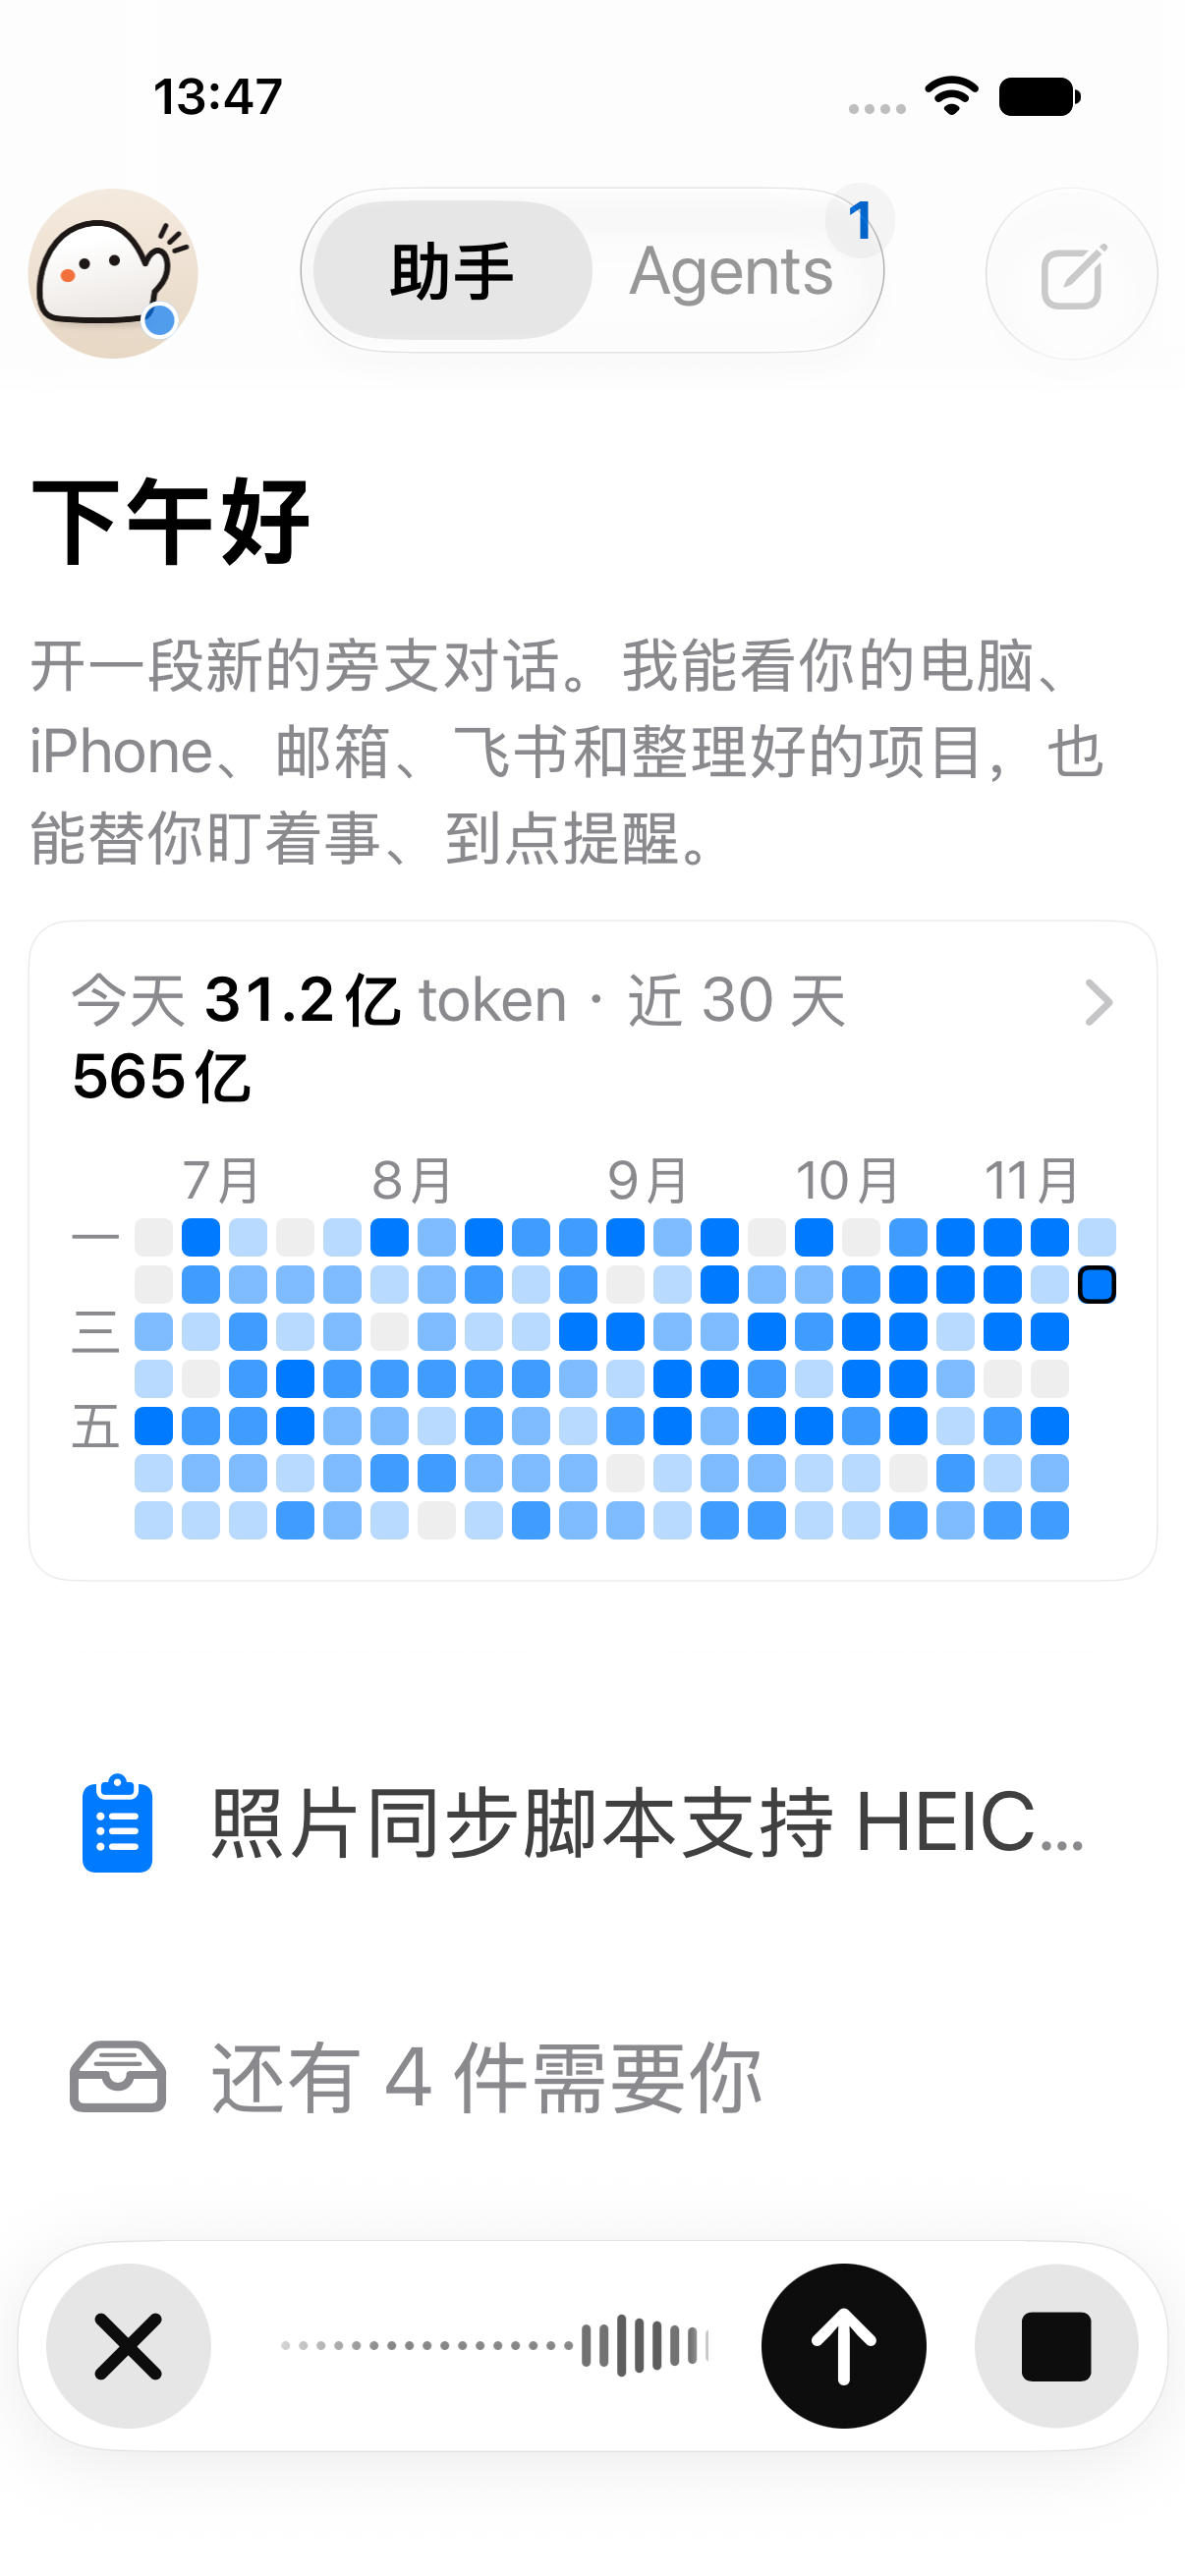 13:47
助手
Agents
1
下午好
开一段新的旁支对话。我能看你的电脑、
iPhone、邮箱、飞书和整理好的项目，也
能替你盯着事、到点提醒。
今天 31.2亿 token · 近 30 天
565亿
7月 8月 9月 10月 11月
一
三
五
照片同步脚本支持 HEIC...
还有 4 件需要你